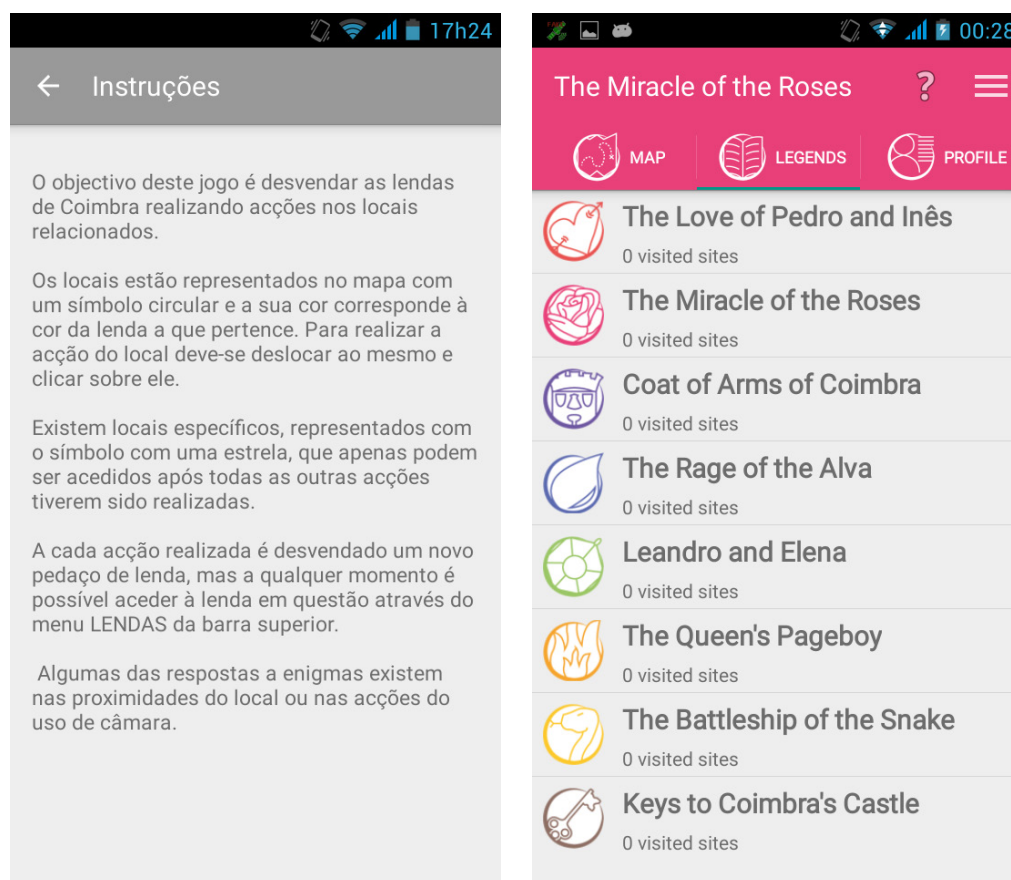 17h24
Instruções
O objectivo deste jogo é desvendar as lendas
de Coimbra realizando acções nos locais
relacionados.
Os locais estão representados no mapa com
um símbolo circular e a sua cor corresponde à
cor da lenda a que pertence. Para realizar a
acção do local deve-se deslocar ao mesmo e
clicar sobre ele.
Existem locais específicos, representados com
o símbolo com uma estrela, que apenas podem
ser acedidos após todas as outras acções
tiverem sido realizadas.
A cada acção realizada é desvendado um novo
pedaço de lenda, mas a qualquer momento é
possível aceder à lenda em questão através do
menu LENDAS da barra superior.
Algumas das respostas a enigmas existem
nas proximidades do local ou nas acções do
uso de câmara.
00:28
The Miracle of the Roses ?
MAP LEGENDS PROFILE
The Love of Pedro and Inês
0 visited sites
The Miracle of the Roses
0 visited sites
Coat of Arms of Coimbra
0 visited sites
The Rage of the Alva
0 visited sites
Leandro and Elena
0 visited sites
The Queen's Pageboy
0 visited sites
The Battleship of the Snake
0 visited sites
Keys to Coimbra's Castle
0 visited sites